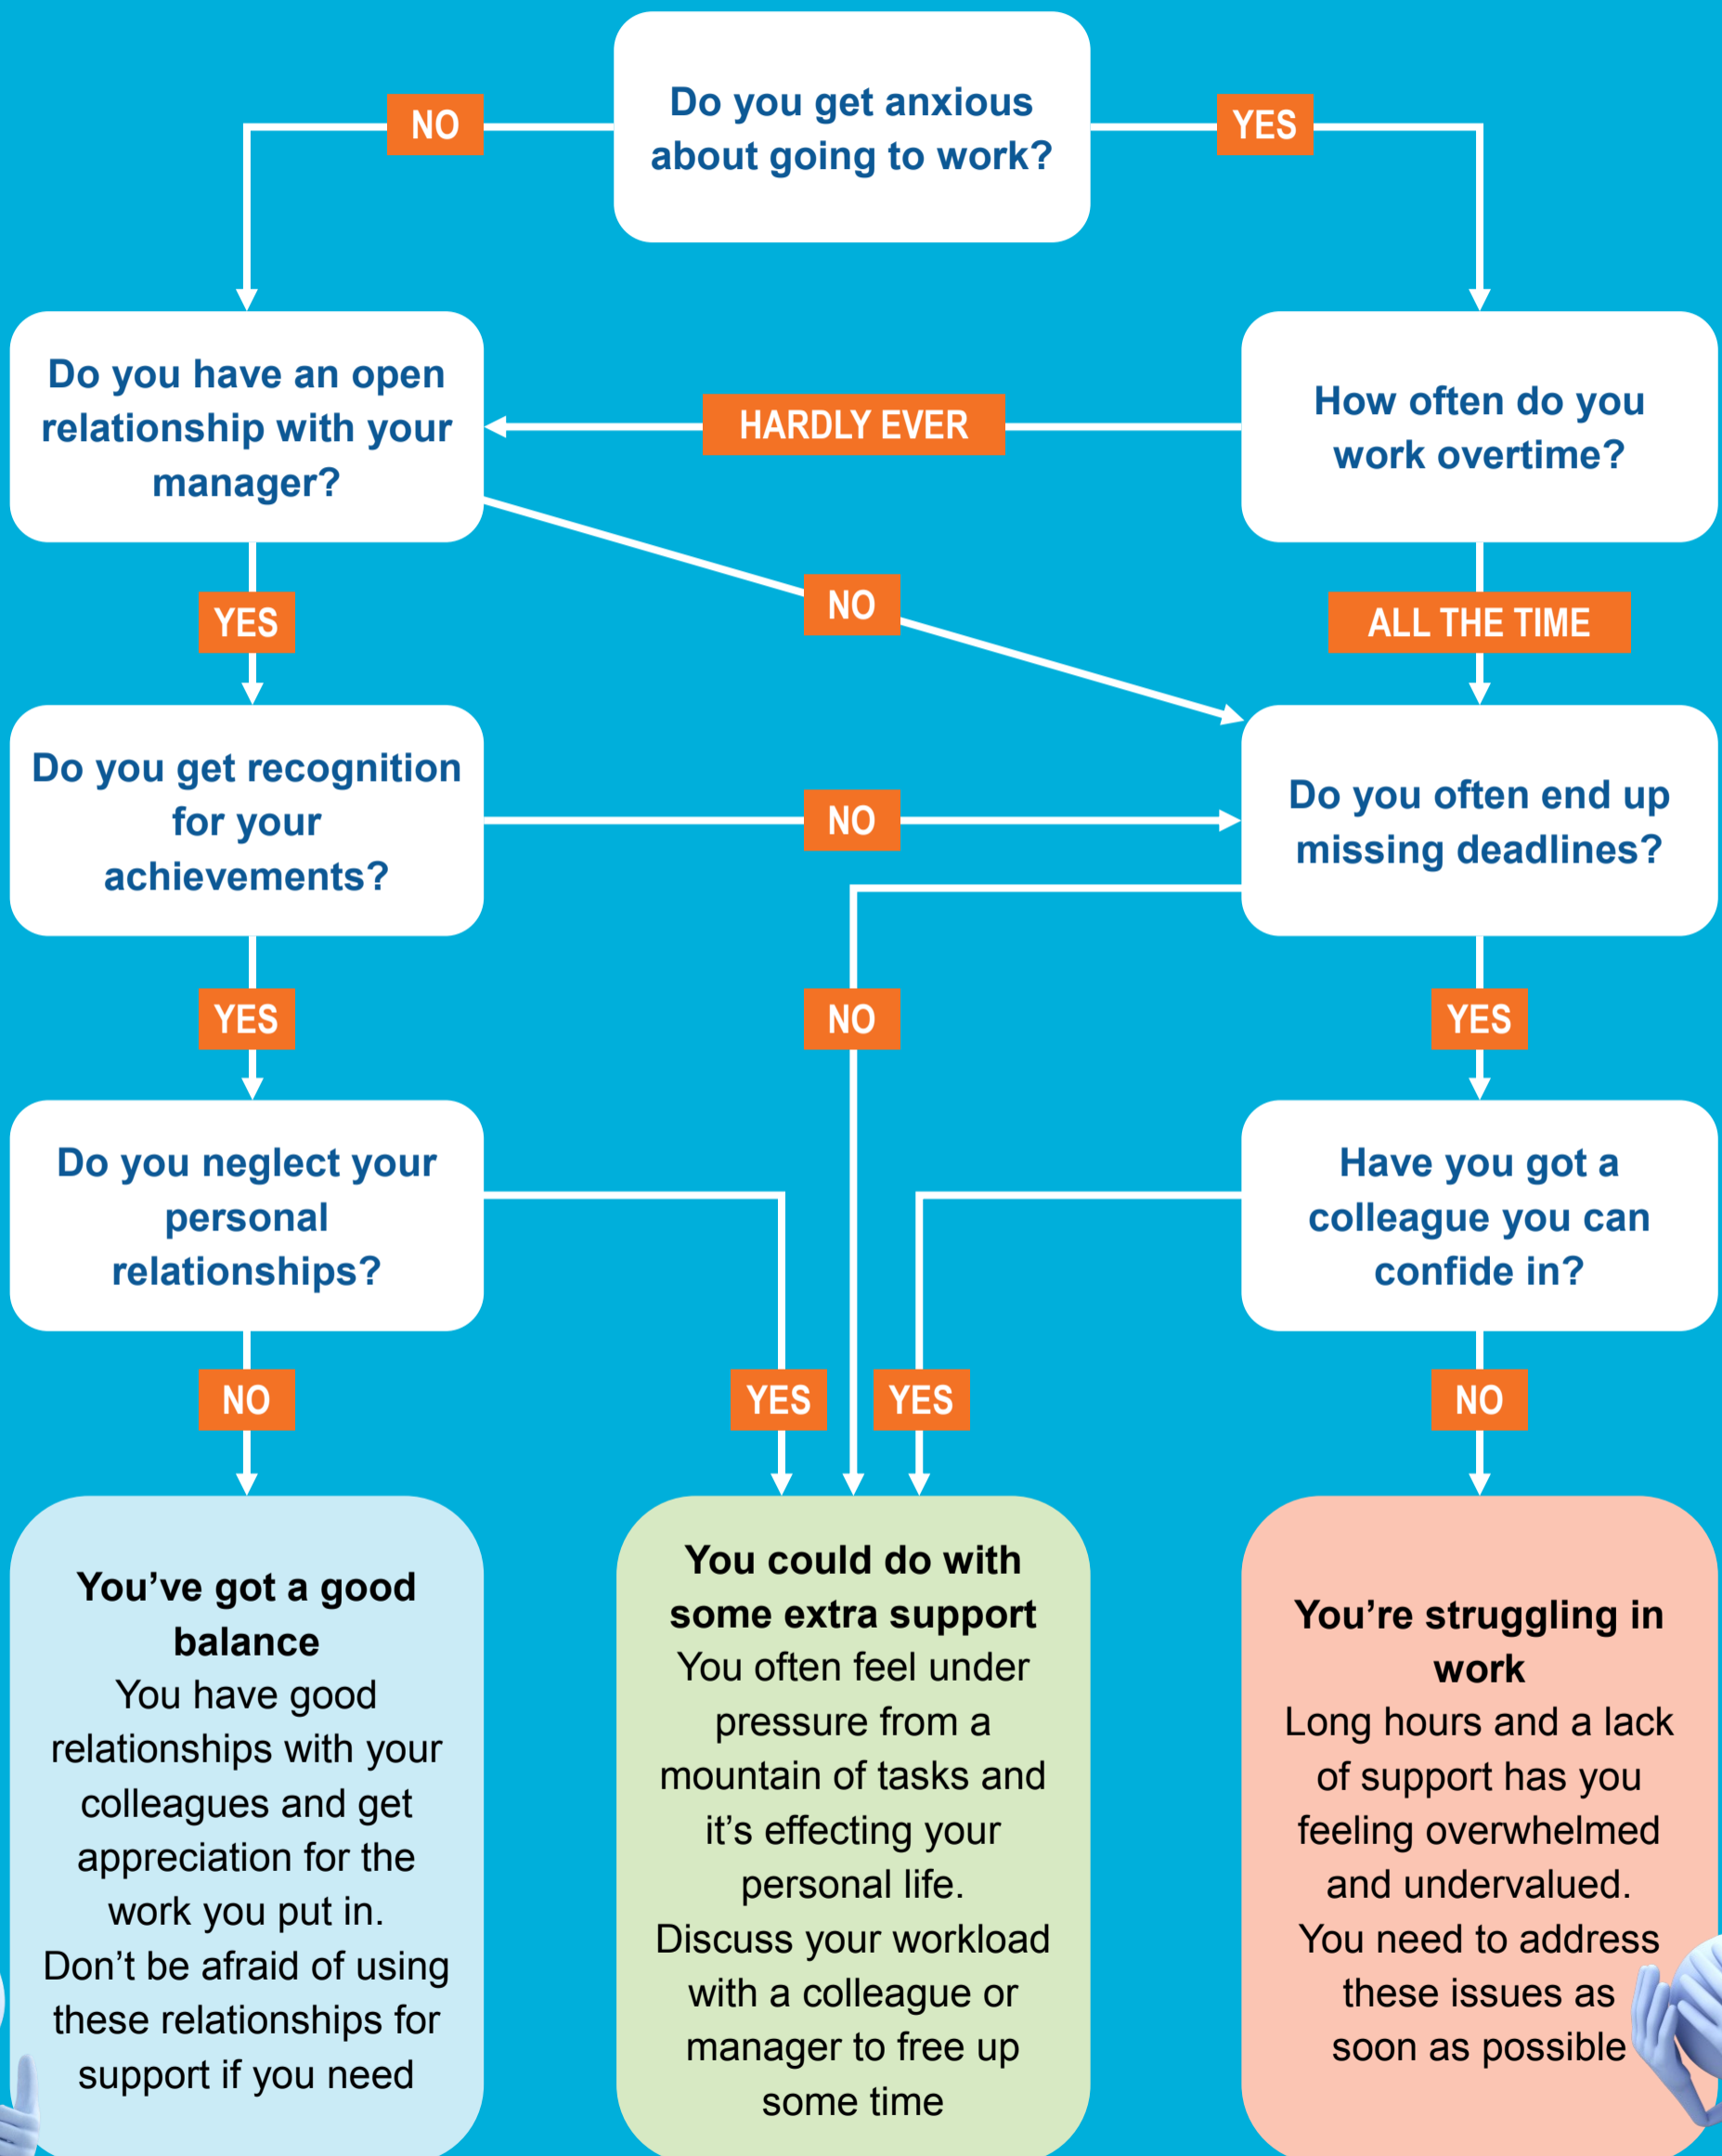 Do you get anxious
about going to work?
NO
YES
Do you have an open
relationship with your
manager?
HARDLY EVER
How often do you
work overtime?
YES
NO
ALL THE TIME
Do you get recognition
for your
achievements?
NO
Do you often end up
missing deadlines?
YES
NO
YES
Do you neglect your
personal
relationships?
Have you got a
colleague you can
confide in?
NO
YES
YES
NO
You’ve got a good
balance
You have good
relationships with your
colleagues and get
appreciation for the
work you put in.
Don’t be afraid of using
these relationships for
support if you need
You could do with
some extra support
You often feel under
pressure from a
mountain of tasks and
it’s effecting your
personal life.
Discuss your workload
with a colleague or
manager to free up
some time
You're struggling in
work
Long hours and a lack
of support has you
feeling overwhelmed
and undervalued.
You need to address
these issues as
soon as possible